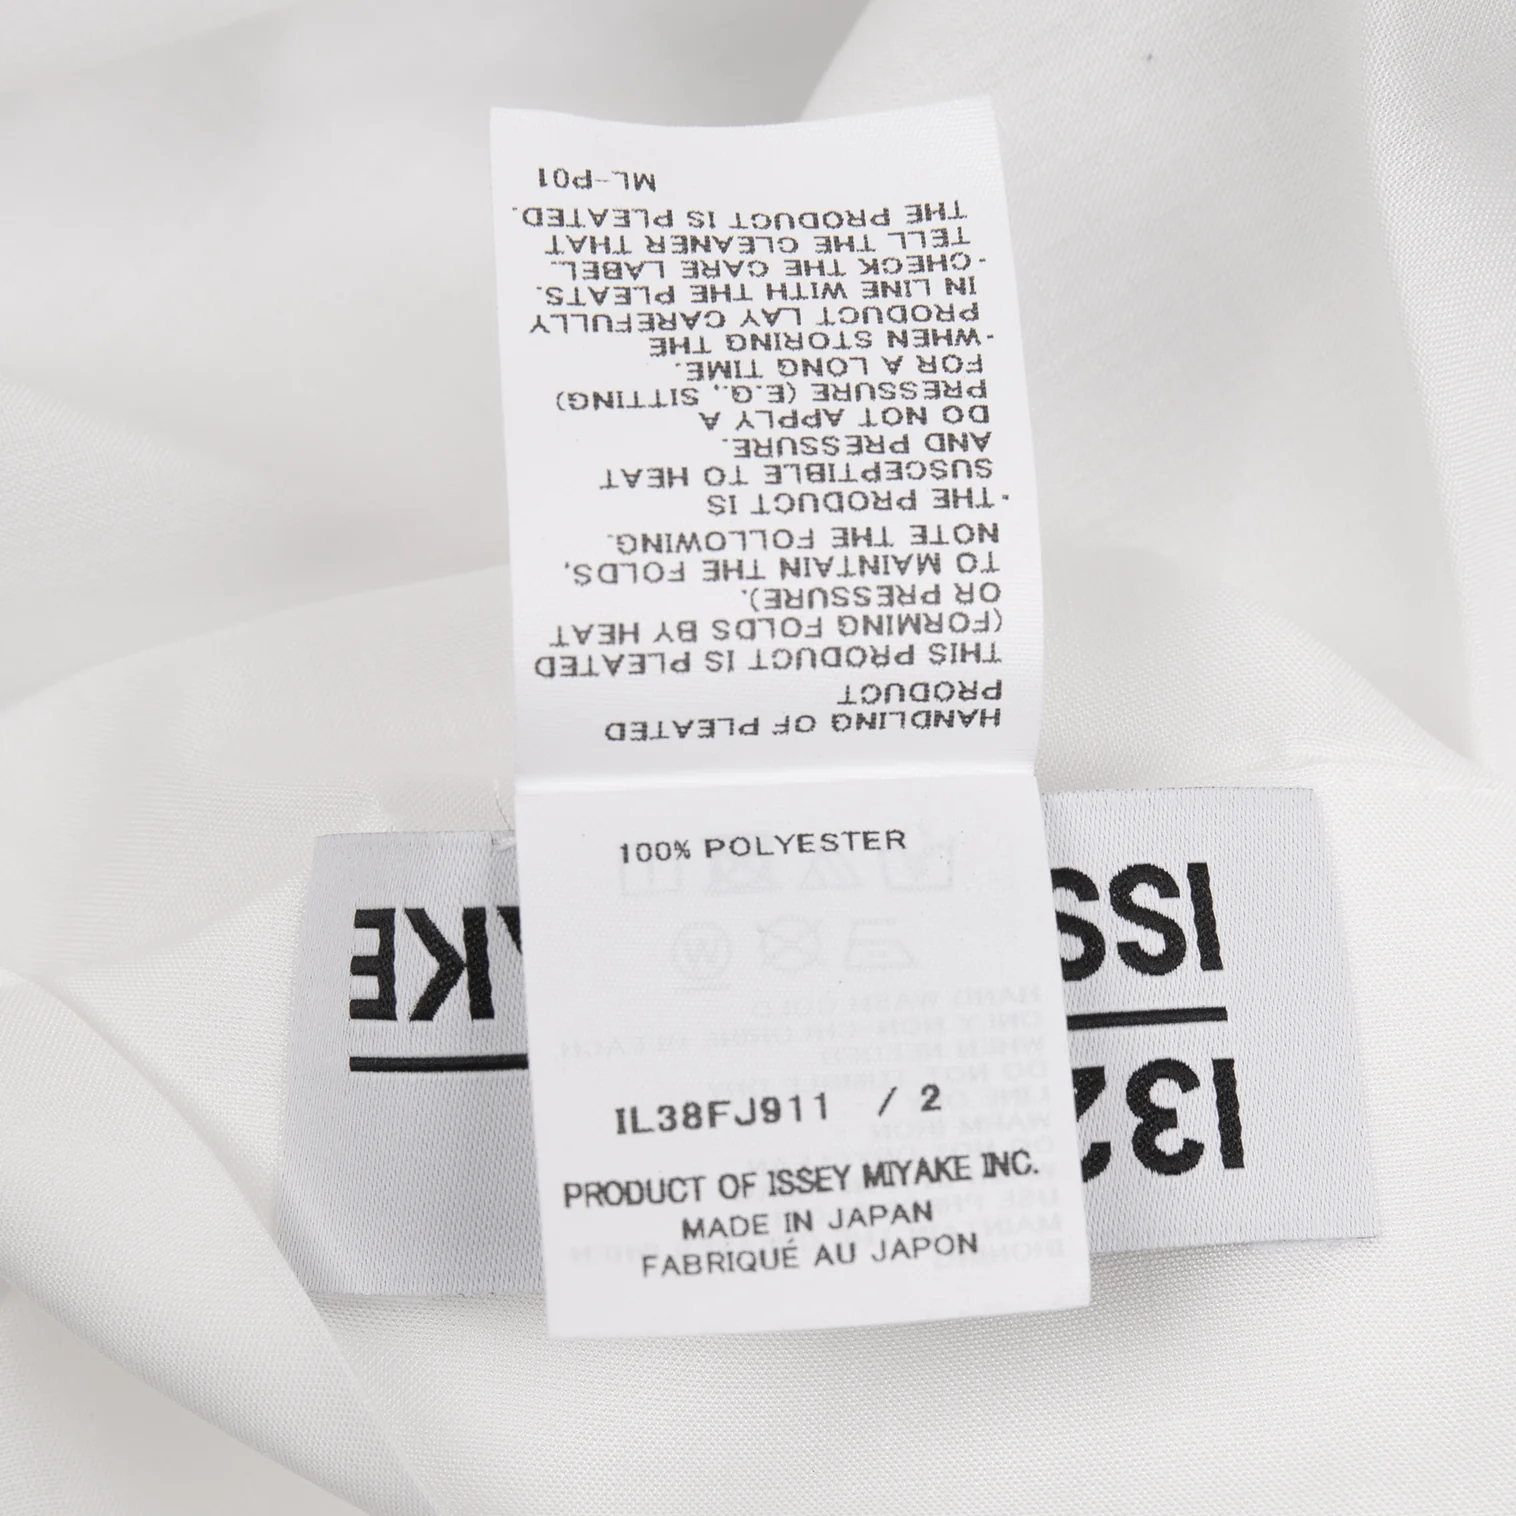 HANDLING OF PLEATED
PRODUCT
THIS PRODUCT IS PLEATED
(FORMING FOLDS BY HEAT
OR PRESSURE).
TO MAINTAIN THE FOLDS,
NOTE THE FOLLOWING.
·THE PRODUCT IS
SUSCEPTIBLE TO HEAT
AND PRESSURE.
DO NOT APPLY A
PRESSURE (E.G., SITTING)
FOR A LONG TIME.
·WHEN STORING THE
PRODUCT LAY CAREFULLY
IN LINE WITH THE PLEATS.
·CHECK THE CARE LABEL.
TELL THE CLEANER THAT
THE PRODUCT IS PLEATED.
ML-P01
100% POLYESTER
IL38FJ911 / 2
PRODUCT OF ISSEY MIYAKE INC.
MADE IN JAPAN
FABRIQUÉ AU JAPON
I32
ISS
AKE